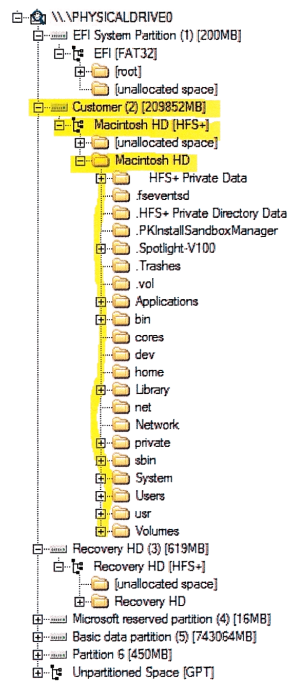 \\.\PHYSICALDRIVE0
EFI System Partition (1) [200MB]
EFI [FAT32]
[root]
[unallocated space]
Customer (2) [209852MB]
Macintosh HD [HFS+]
[unallocated space]
Macintosh HD
HFS+ Private Data
.fseventsd
.HFS+ Private Directory Data
.PKInstallSandboxManager
.Spotlight-V100
.Trashes
.vol
Applications
bin
cores
dev
home
Library
net
Network
private
sbin
System
Users
usr
Volumes
Recovery HD (3) [619MB]
Recovery HD [HFS+]
[unallocated space]
Recovery HD
Microsoft reserved partition (4) [16MB]
Basic data partition (5) [743064MB]
Partition 6 [450MB]
Unpartitioned Space [GPT]